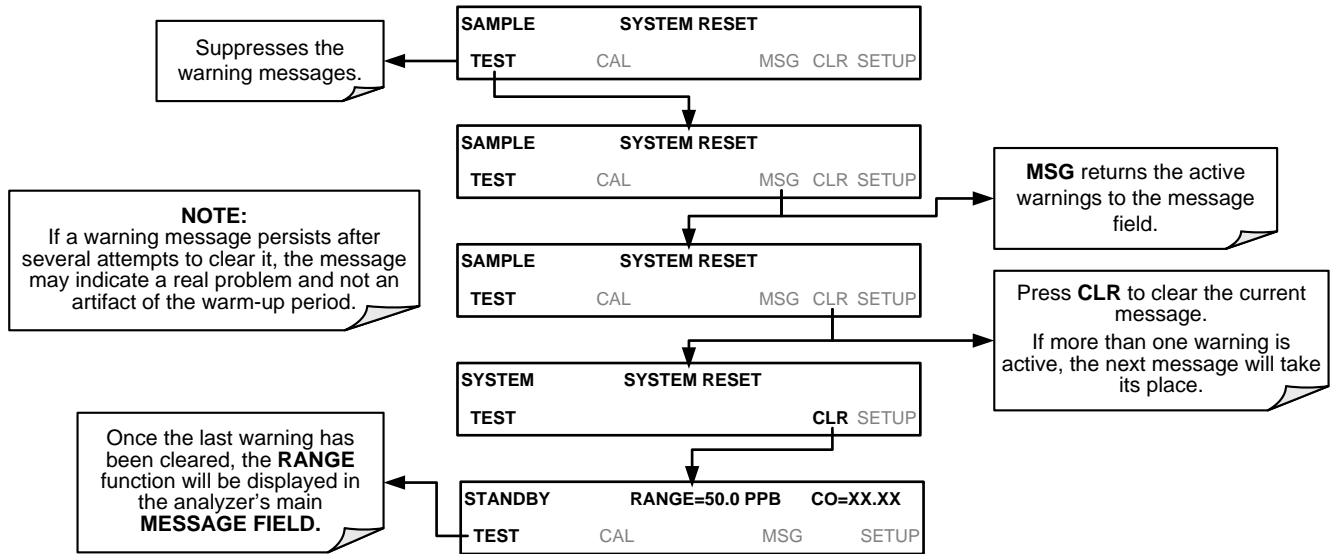 SAMPLE SYSTEM RESET
TEST CAL MSG CLR SETUP
Suppresses the
warning messages.
SAMPLE SYSTEM RESET
TEST CAL MSG CLR SETUP
MSG returns the active
warnings to the message
field.
NOTE:
If a warning message persists after
several attempts to clear it, the message
may indicate a real problem and not an
artifact of the warm-up period.
SAMPLE SYSTEM RESET
TEST CAL MSG CLR SETUP
Press CLR to clear the current
message.
If more than one warning is
active, the next message will take
its place.
SYSTEM SYSTEM RESET
TEST CLR SETUP
Once the last warning has
been cleared, the RANGE
function will be displayed in
the analyzer's main
MESSAGE FIELD.
STANDBY RANGE=50.0 PPB CO=XX.XX
TEST CAL MSG SETUP